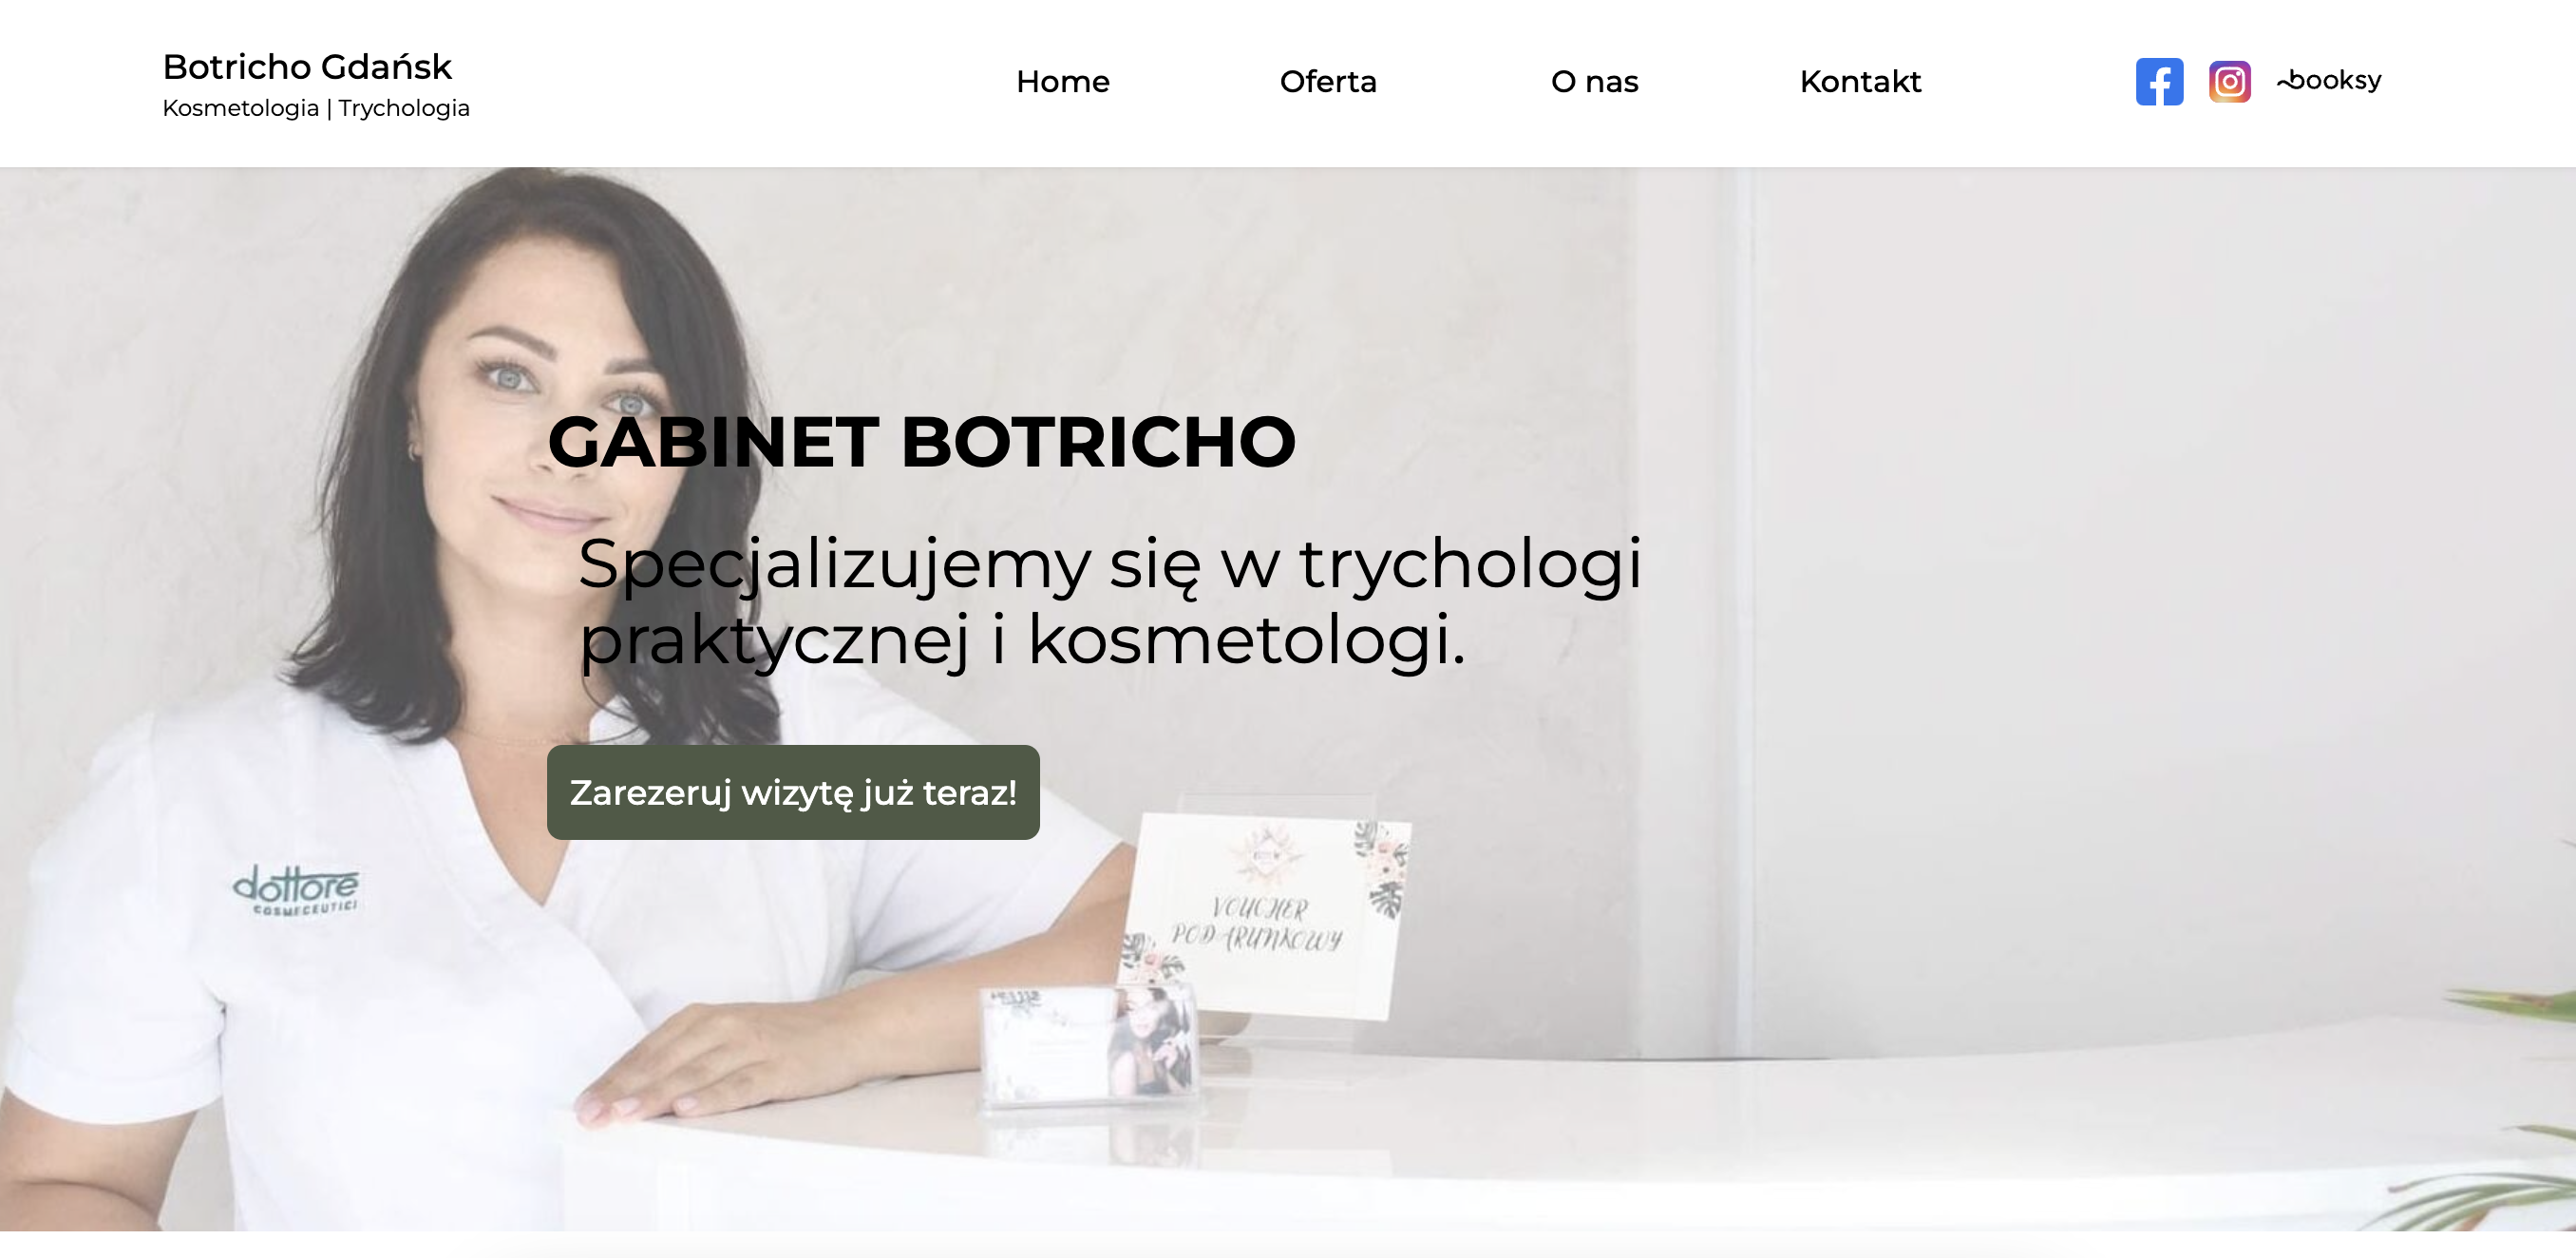 Botricho Gdańsk
Kosmetologia | Trychologia
Home
Oferta
O nas
Kontakt
booksy
GABINET BOTRICHO
Specjalizujemy się w trychologi
praktycznej i kosmetologi.
Zarezeruj wizytę już teraz!
dottore
COSMECEUTICI
VOUCHER
PODARUNKOWY